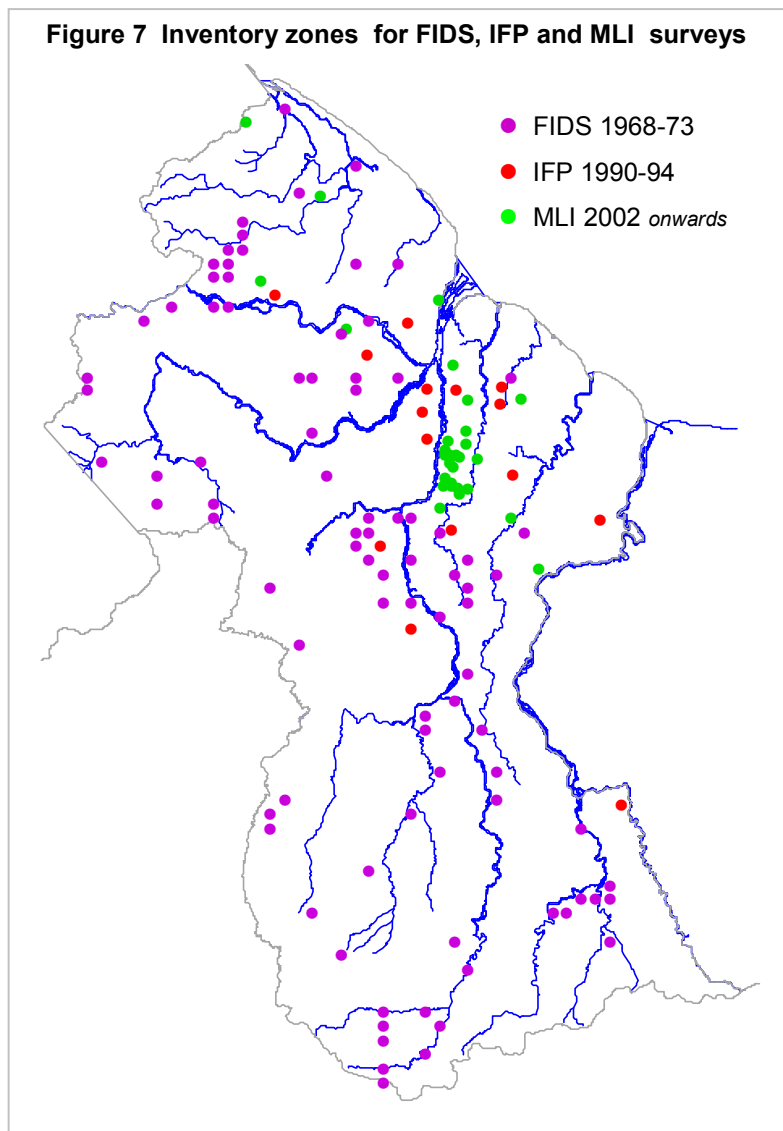 Figure 7 Inventory zones for FIDS, IFP and MLI surveys
FIDS 1968-73
IFP 1990-94
MLI 2002 onwards